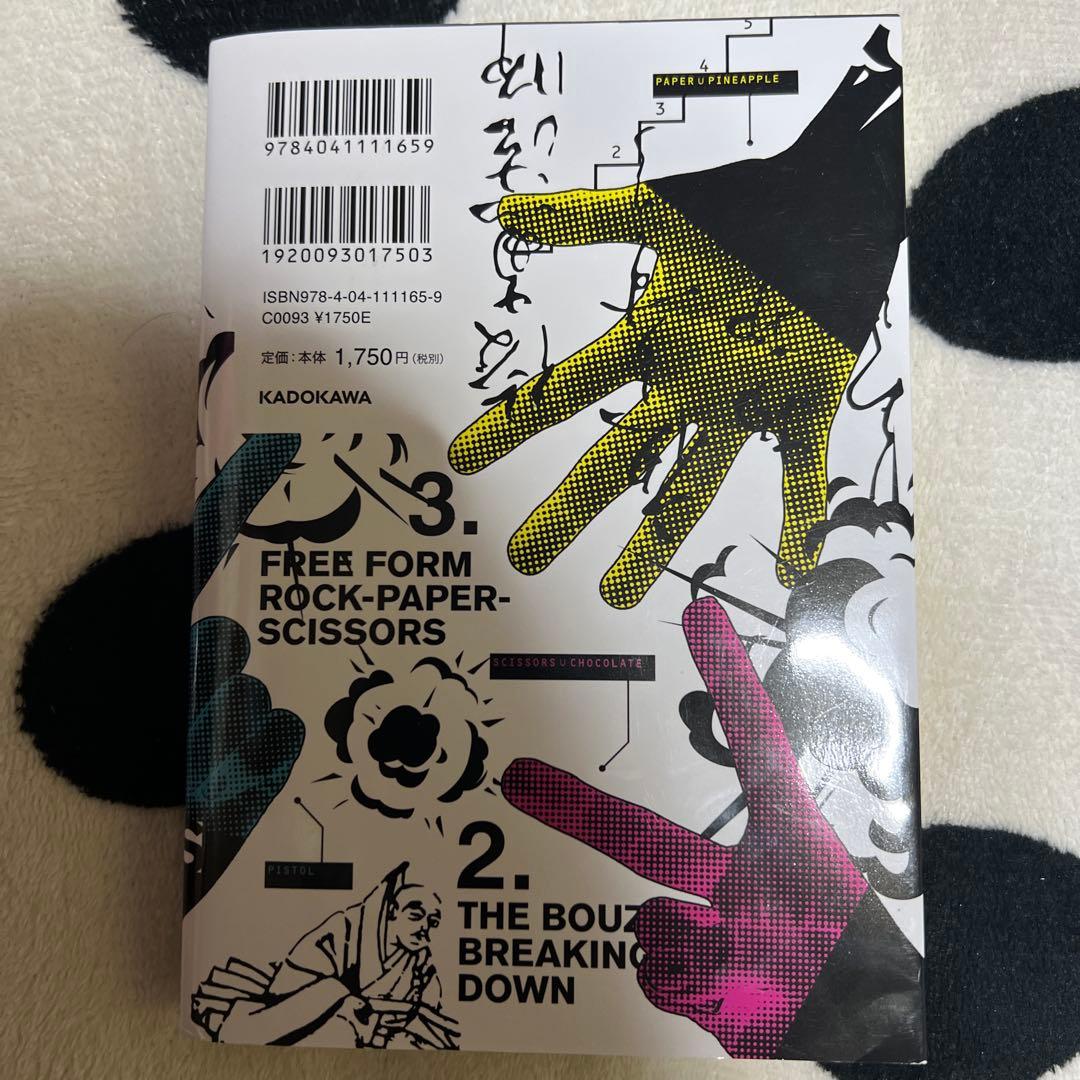 9784041111659
1920093017503
ISBN978-4-04-111165-9
C0093 ¥1750E
定価:本体 1,750円(税別)
KADOKAWA
5
4
PAPER∪PINEAPPLE
3
2
3.
FREE FORM
ROCK-PAPER-
SCISSORS
SCISSORS∪CHOCOLATE
PISTOL
2.
THE BOUZ
BREAKING
DOWN